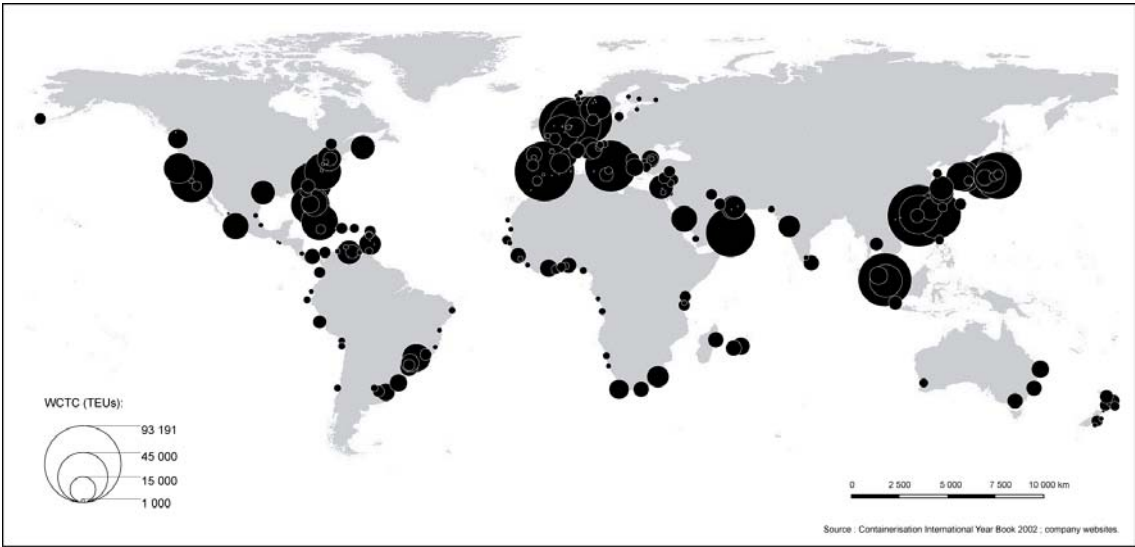 WCTC (TEUs):
93 191
45 000
15 000
1 000
0 2 500 5 000 7 500 10 000 km
Source : Containerisation International Year Book 2002 ; company websites.